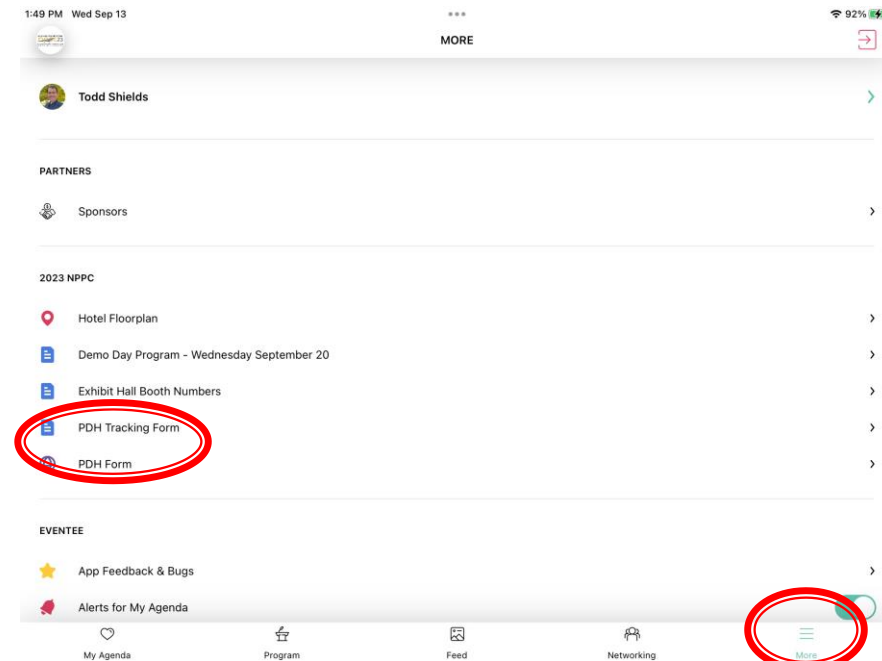 1:49 PM Wed Sep 13
92%
MORE
Todd Shields
PARTNERS
Sponsors
2023 NPPC
Hotel Floorplan
Demo Day Program - Wednesday September 20
Exhibit Hall Booth Numbers
PDH Tracking Form
PDH Form
EVENTEE
App Feedback & Bugs
Alerts for My Agenda
My Agenda
Program
Feed
Networking
More